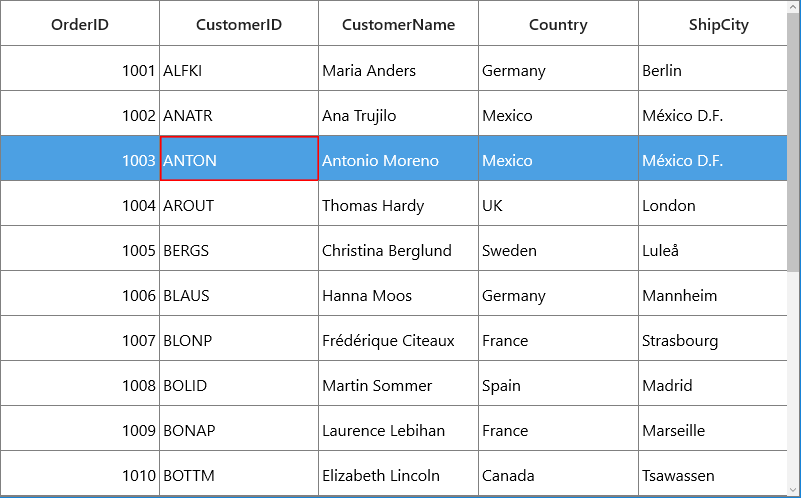 OrderID CustomerID CustomerName Country ShipCity
1001 ALFKI Maria Anders Germany Berlin
1002 ANATR Ana Trujilo Mexico México D.F.
1003 ANTON Antonio Moreno Mexico México D.F.
1004 AROUT Thomas Hardy UK London
1005 BERGS Christina Berglund Sweden Luleå
1006 BLAUS Hanna Moos Germany Mannheim
1007 BLONP Frédérique Citeaux France Strasbourg
1008 BOLID Martin Sommer Spain Madrid
1009 BONAP Laurence Lebihan France Marseille
1010 BOTTM Elizabeth Lincoln Canada Tsawassen